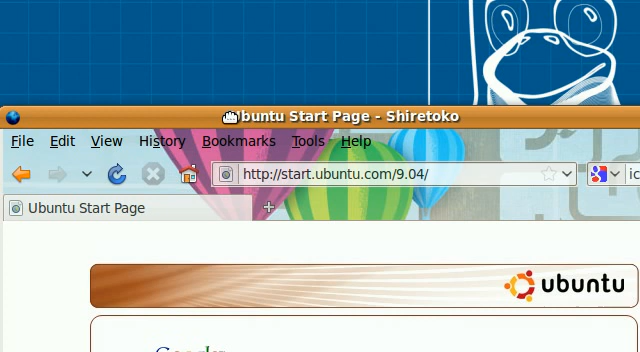 Ubuntu Start Page - Shiretoko
File Edit View History Bookmarks Tools Help
http://start.ubuntu.com/9.04/
Ubuntu Start Page
ubuntu